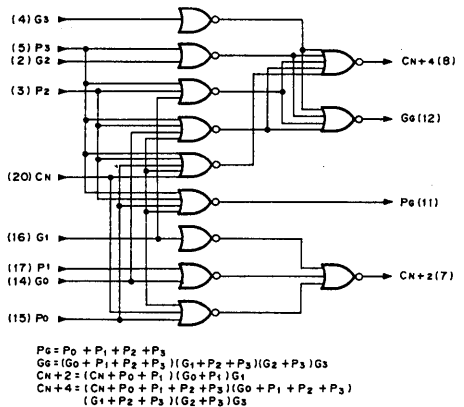 (4) G3
(5) P3
(2) G2
(3) P2
(20) CN
(16) G1
(17) P1
(14) G0
(15) P0
CN+4(8)
GG(12)
PG(11)
CN+2(7)
PG=P0 + P1 + P2 + P3
GG=(G0 + P1 + P2 + P3)(G1+P2 + P3)(G2+P3)G3
CN+2 =(CN+P0+P1)(G0+P1)G1
CN+4 =(CN+P0+P1+P2+P3)(G0+P1 + P2 + P3)
(G1+P2 + P3)(G2+P3)G3